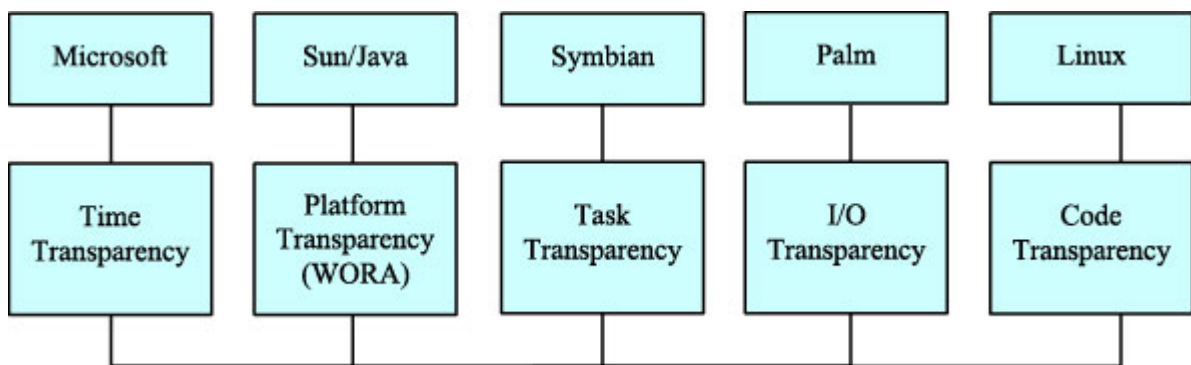 Microsoft
Sun/Java
Symbian
Palm
Linux
Time
Transparency
Platform
Transparency
(WORA)
Task
Transparency
I/O
Transparency
Code
Transparency